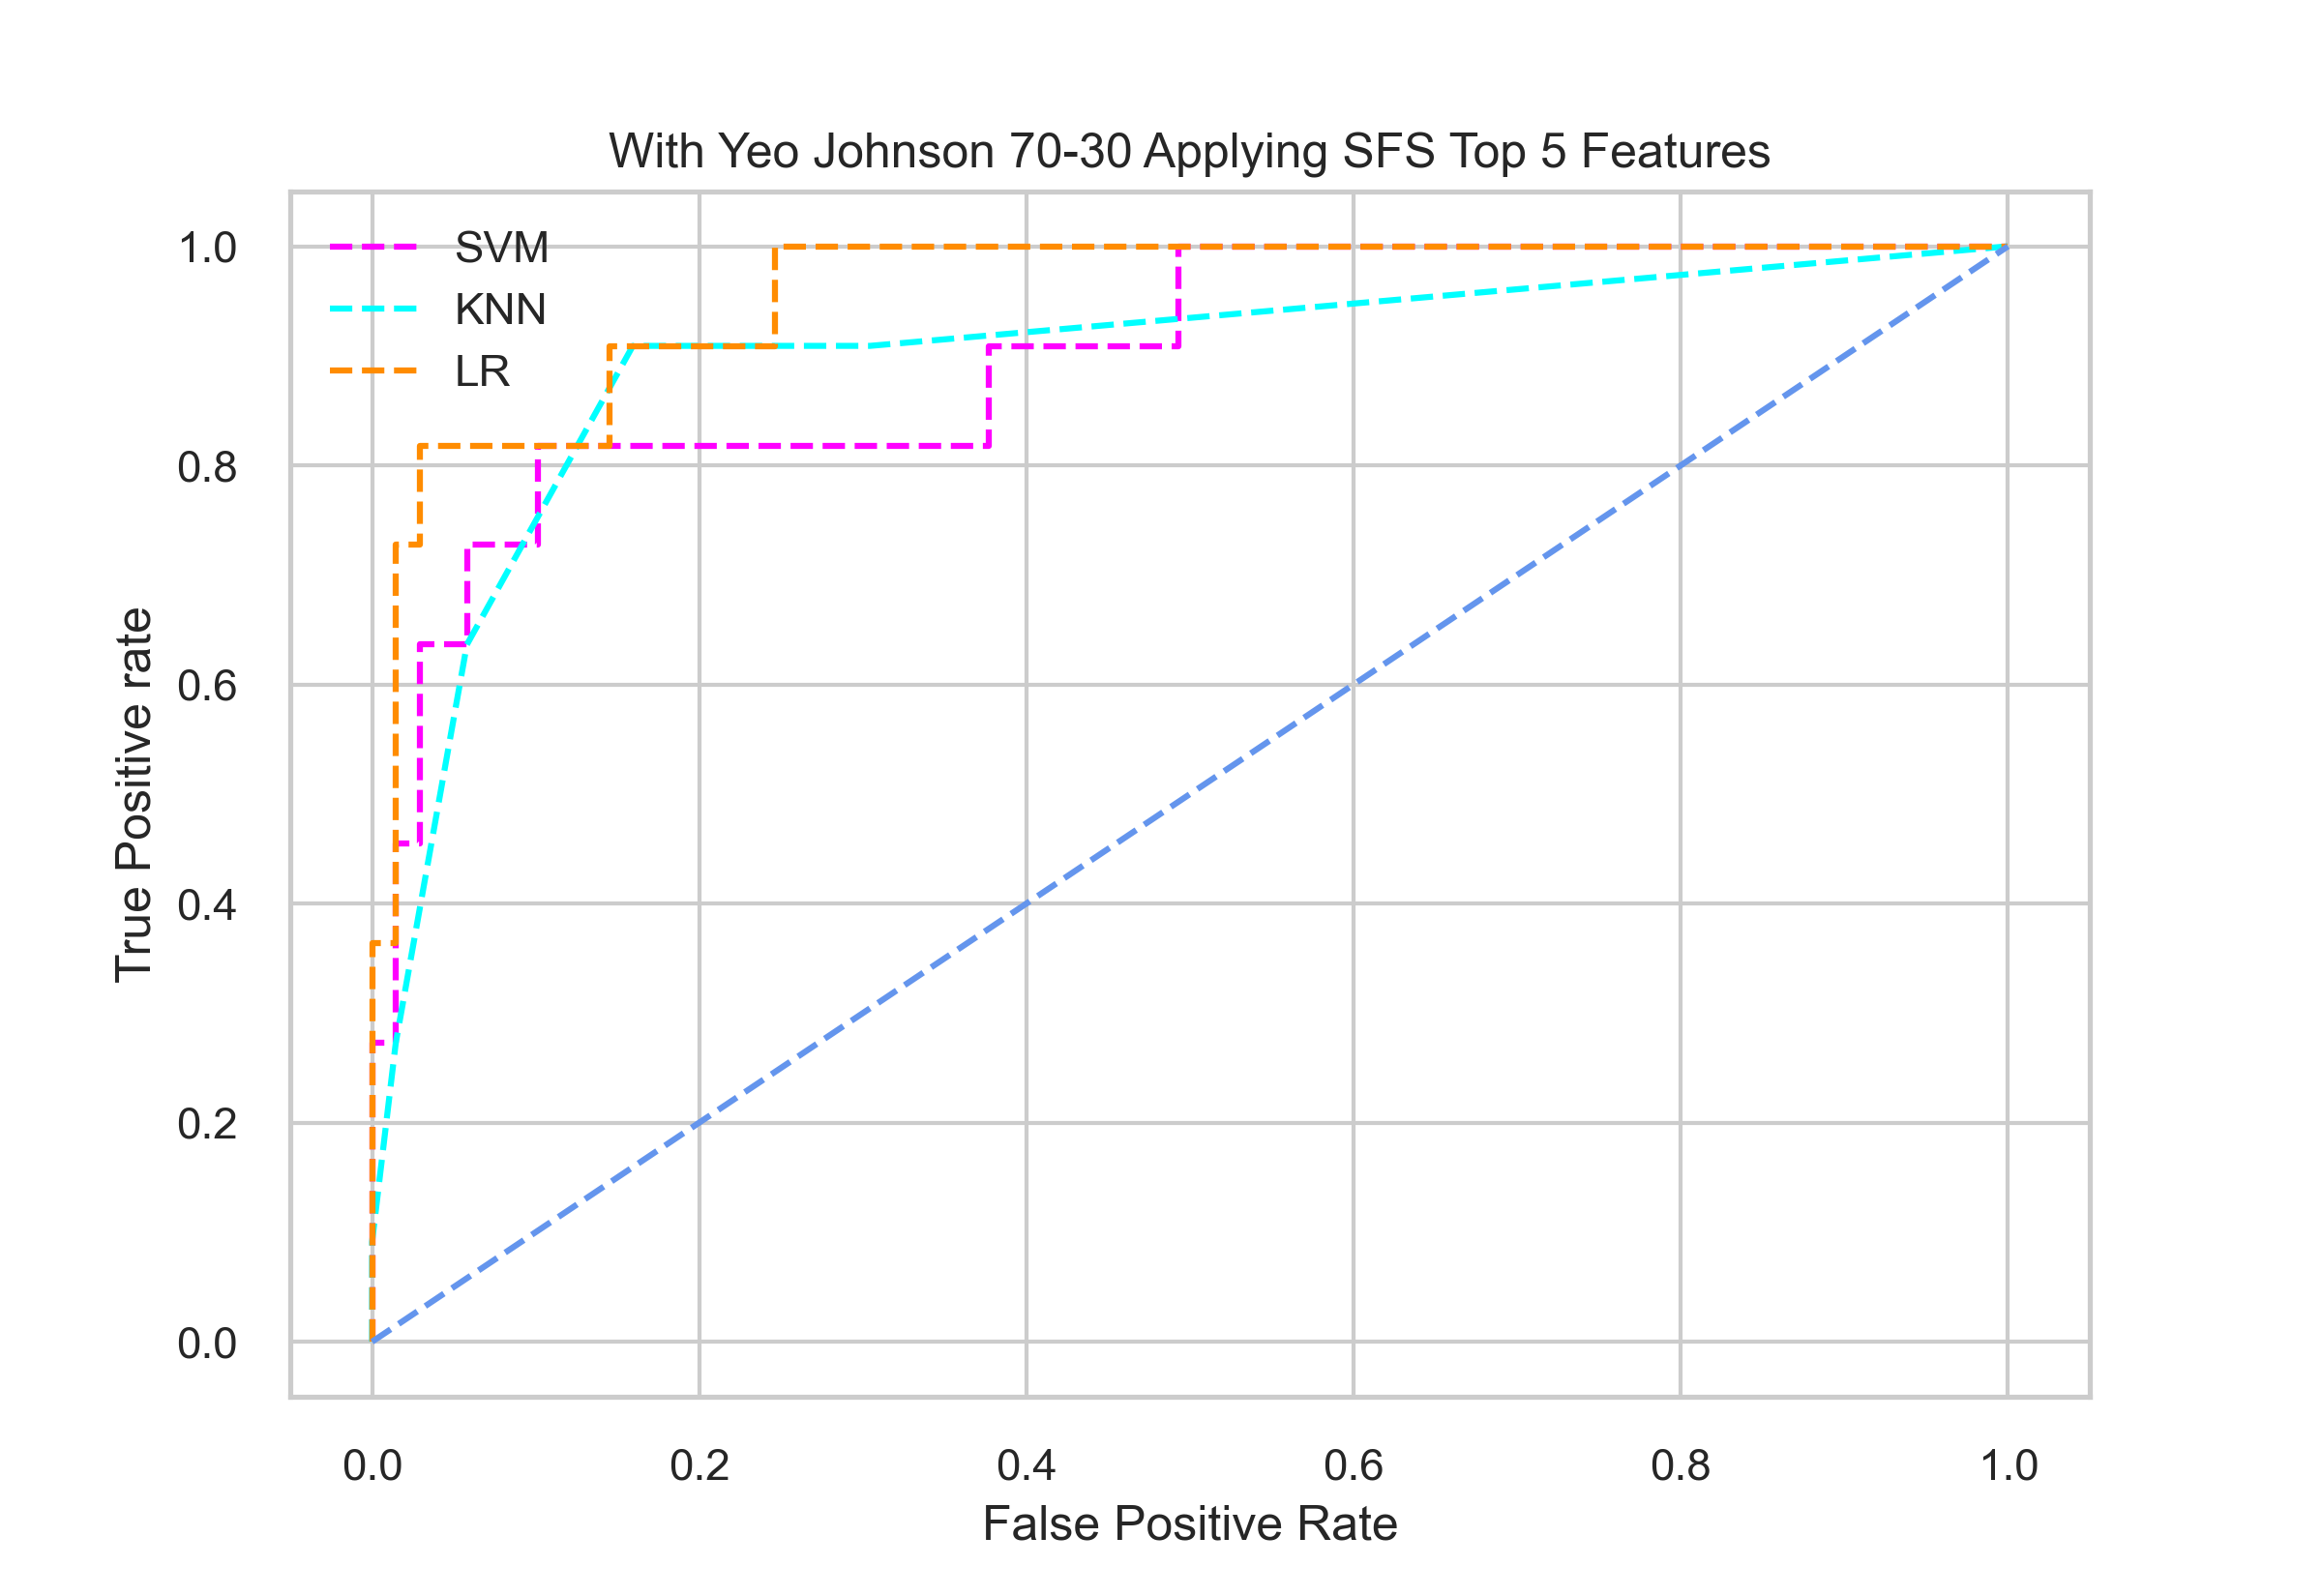 With Yeo Johnson 70-30 Applying SFS Top 5 Features
SVM
KNN
LR
1.0
0.8
0.6
0.4
0.2
0.0
True Positive rate
0.0 0.2 0.4 0.6 0.8 1.0
False Positive Rate